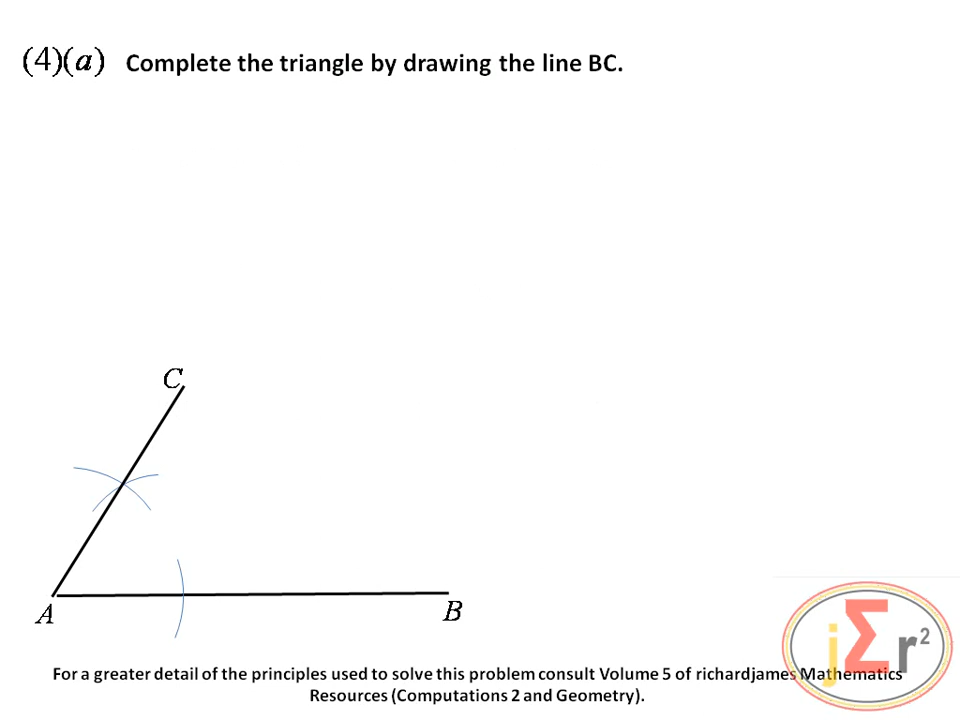 (4)(a) Complete the triangle by drawing the line BC.
C
A
B
jΣr²
For a greater detail of the principles used to solve this problem consult Volume 5 of richardjames Mathematics
Resources (Computations 2 and Geometry).